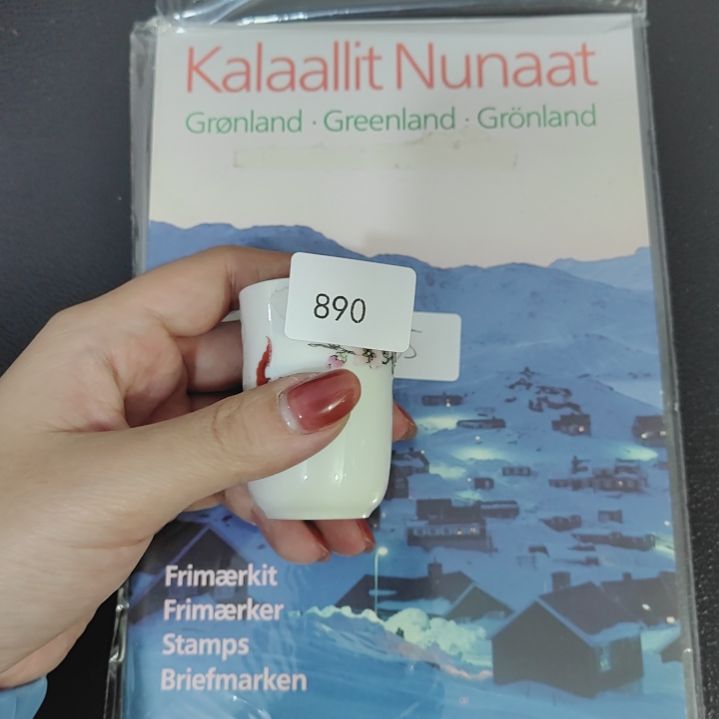 Kalaallit Nunaat
Grønland · Greenland · Grönland
890
Frimærkit
Frimærker
Stamps
Briefmarken